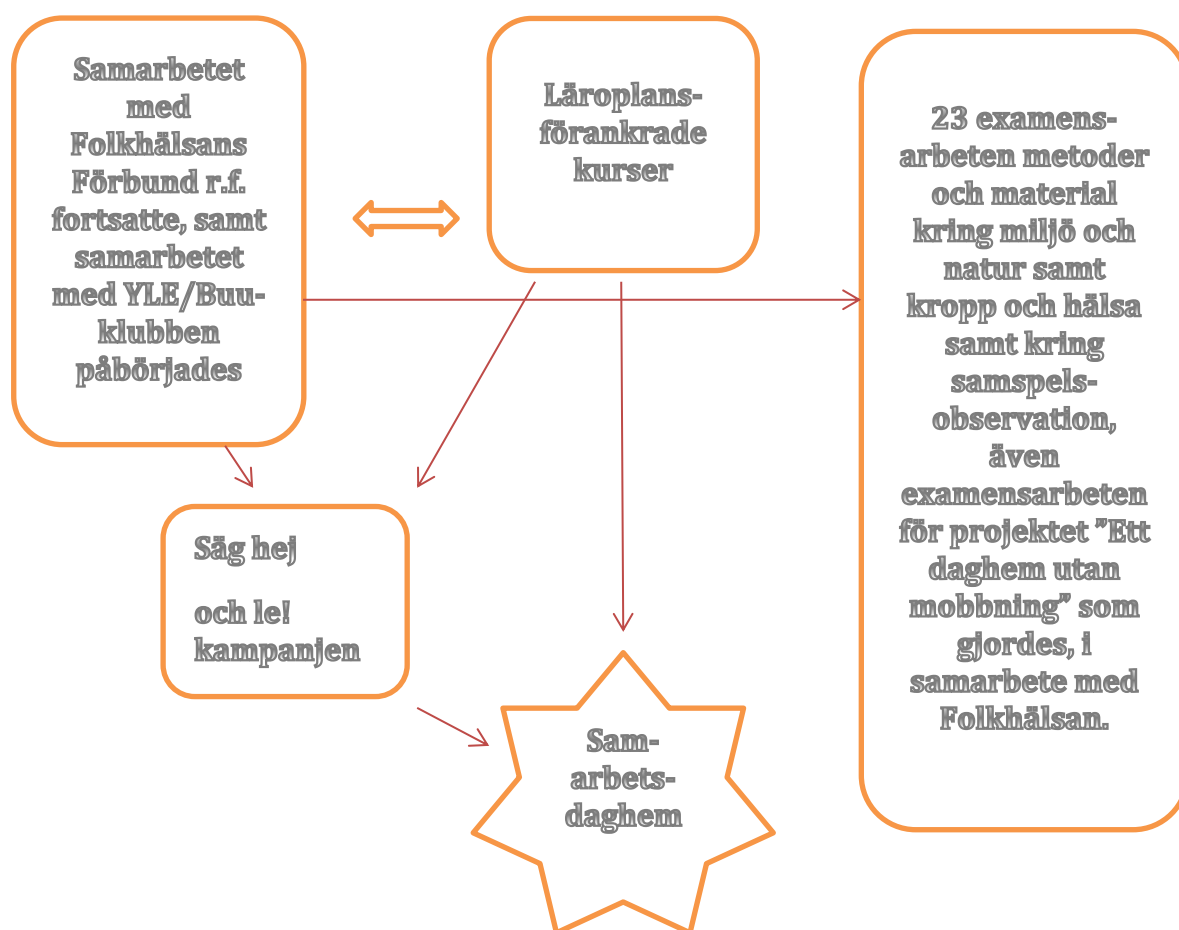 Samarbetet
med
Folkhälsans
Förbund r.f.
fortsatte, samt
samarbetet
med YLE/Buu-
klubben
påbörjades
Läroplans-
förankrade
kurser
23 examens-
arbeten metoder
och material
kring miljö och
natur samt
kropp och hälsa
samt kring
samspels-
observation,
även
examensarbeten
för projektet ”Ett
daghem utan
mobbning” som
gjordes, i
samarbete med
Folkhälsan.
Säg hej
och le!
kampanjen
Sam-
arbets-
daghem